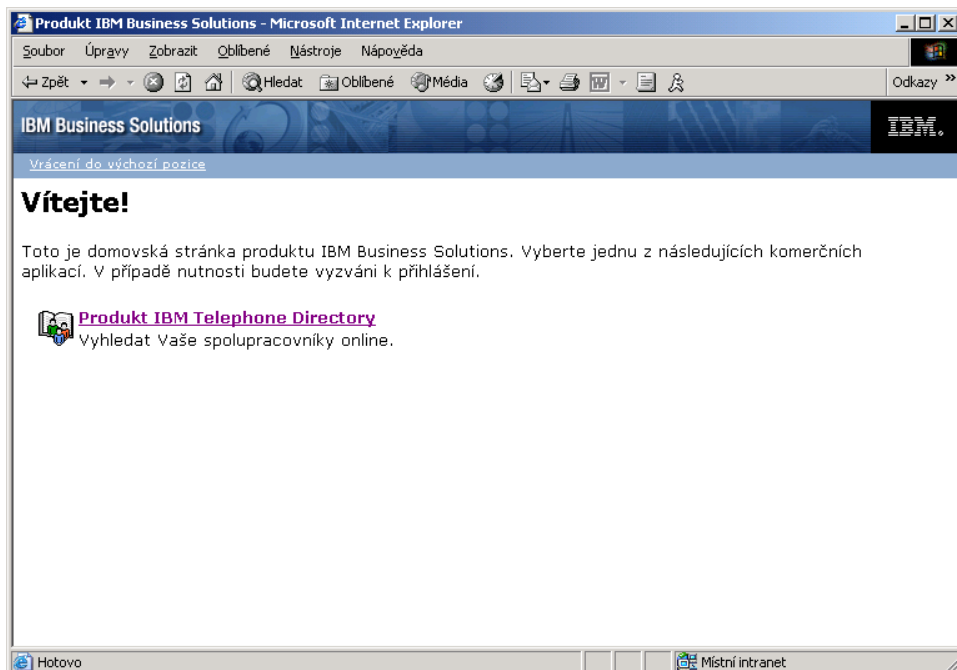 Produkt IBM Business Solutions - Microsoft Internet Explorer
Soubor Úpravy Zobrazit Oblíbené Nástroje Nápověda
Zpět Hledat Oblíbené Média Odkazy »
IBM Business Solutions IBM.
Vrácení do výchozí pozice
Vítejte!
Toto je domovská stránka produktu IBM Business Solutions. Vyberte jednu z následujících komerčních
aplikací. V případě nutnosti budete vyzváni k přihlášení.
Produkt IBM Telephone Directory
Vyhledat Vaše spolupracovníky online.
Hotovo Místní intranet